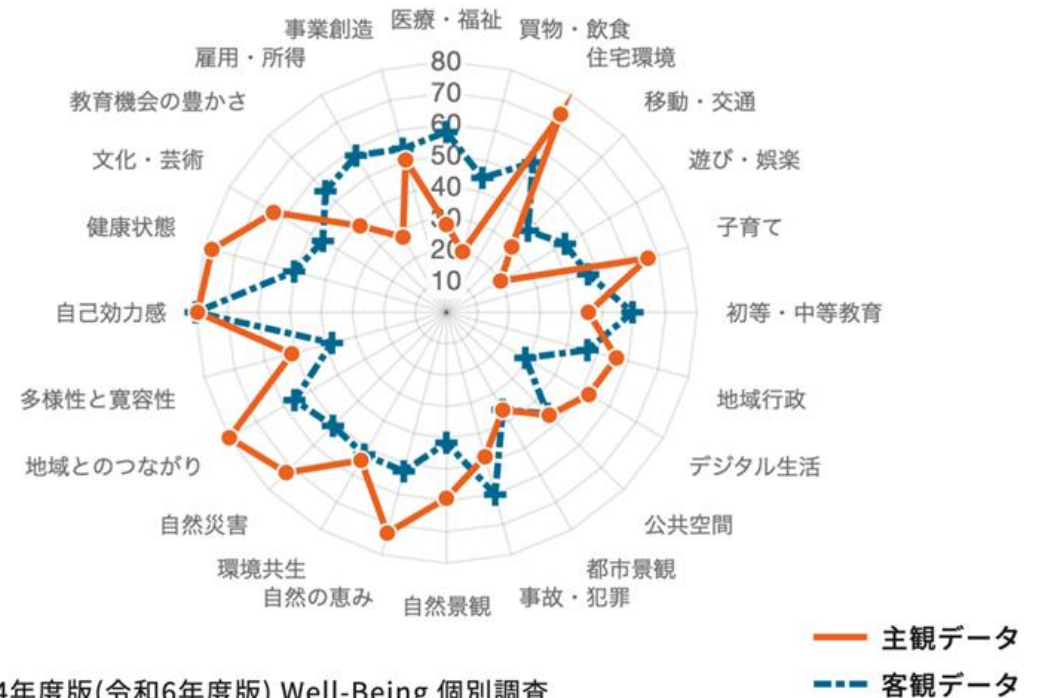 医療・福祉
買物・飲食
住宅環境
移動・交通
遊び・娯楽
子育て
初等・中等教育
地域行政
デジタル生活
公共空間
都市景観
事故・犯罪
自然景観
自然の恵み
環境共生
自然災害
地域とのつながり
多様性と寛容性
自己効力感
健康状態
文化・芸術
教育機会の豊かさ
雇用・所得
事業創造
80
70
60
50
40
30
20
10
主観データ
客観データ
4年度版(令和6年度版) Well-Being 個別調査